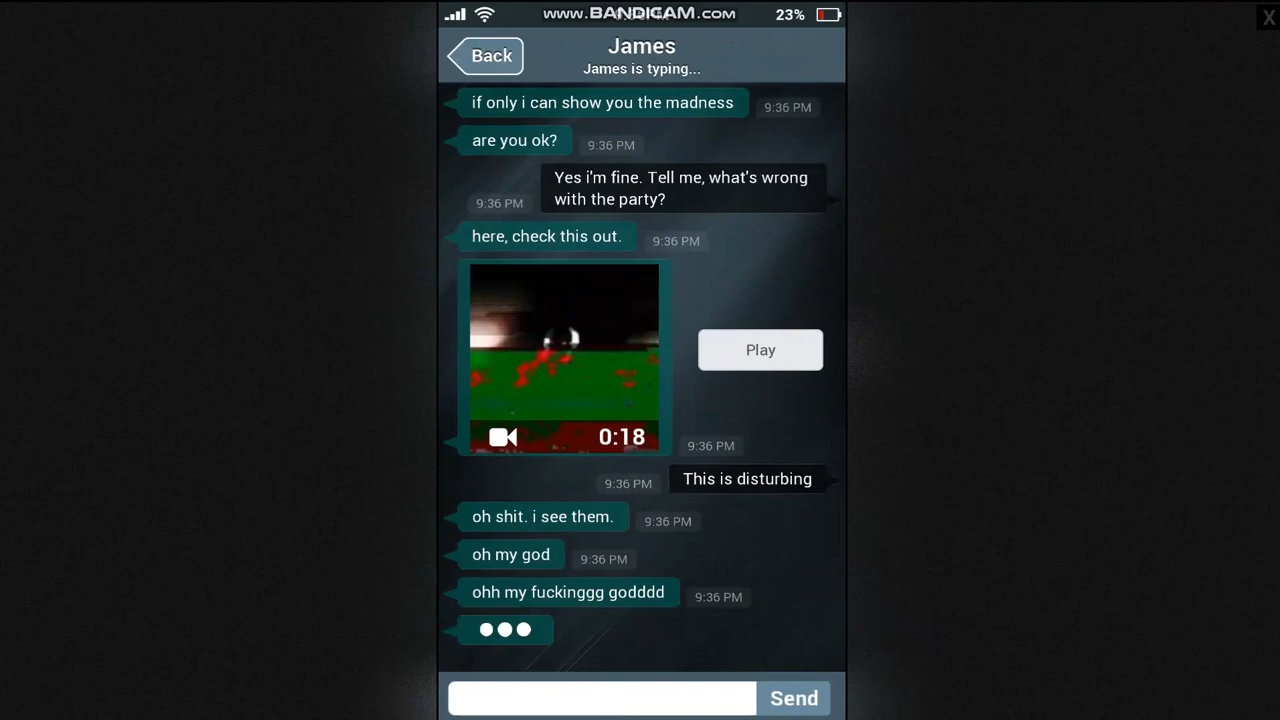 www.BANDICAM.com
23%
X
Back
James
James is typing...
if only i can show you the madness
9:36 PM
are you ok?
9:36 PM
Yes i'm fine. Tell me, what's wrong
with the party?
9:36 PM
here, check this out.
9:36 PM
Play
0:18
9:36 PM
This is disturbing
9:36 PM
oh shit. i see them.
9:36 PM
oh my god
9:36 PM
ohh my fuckinggg godddd
9:36 PM
Send